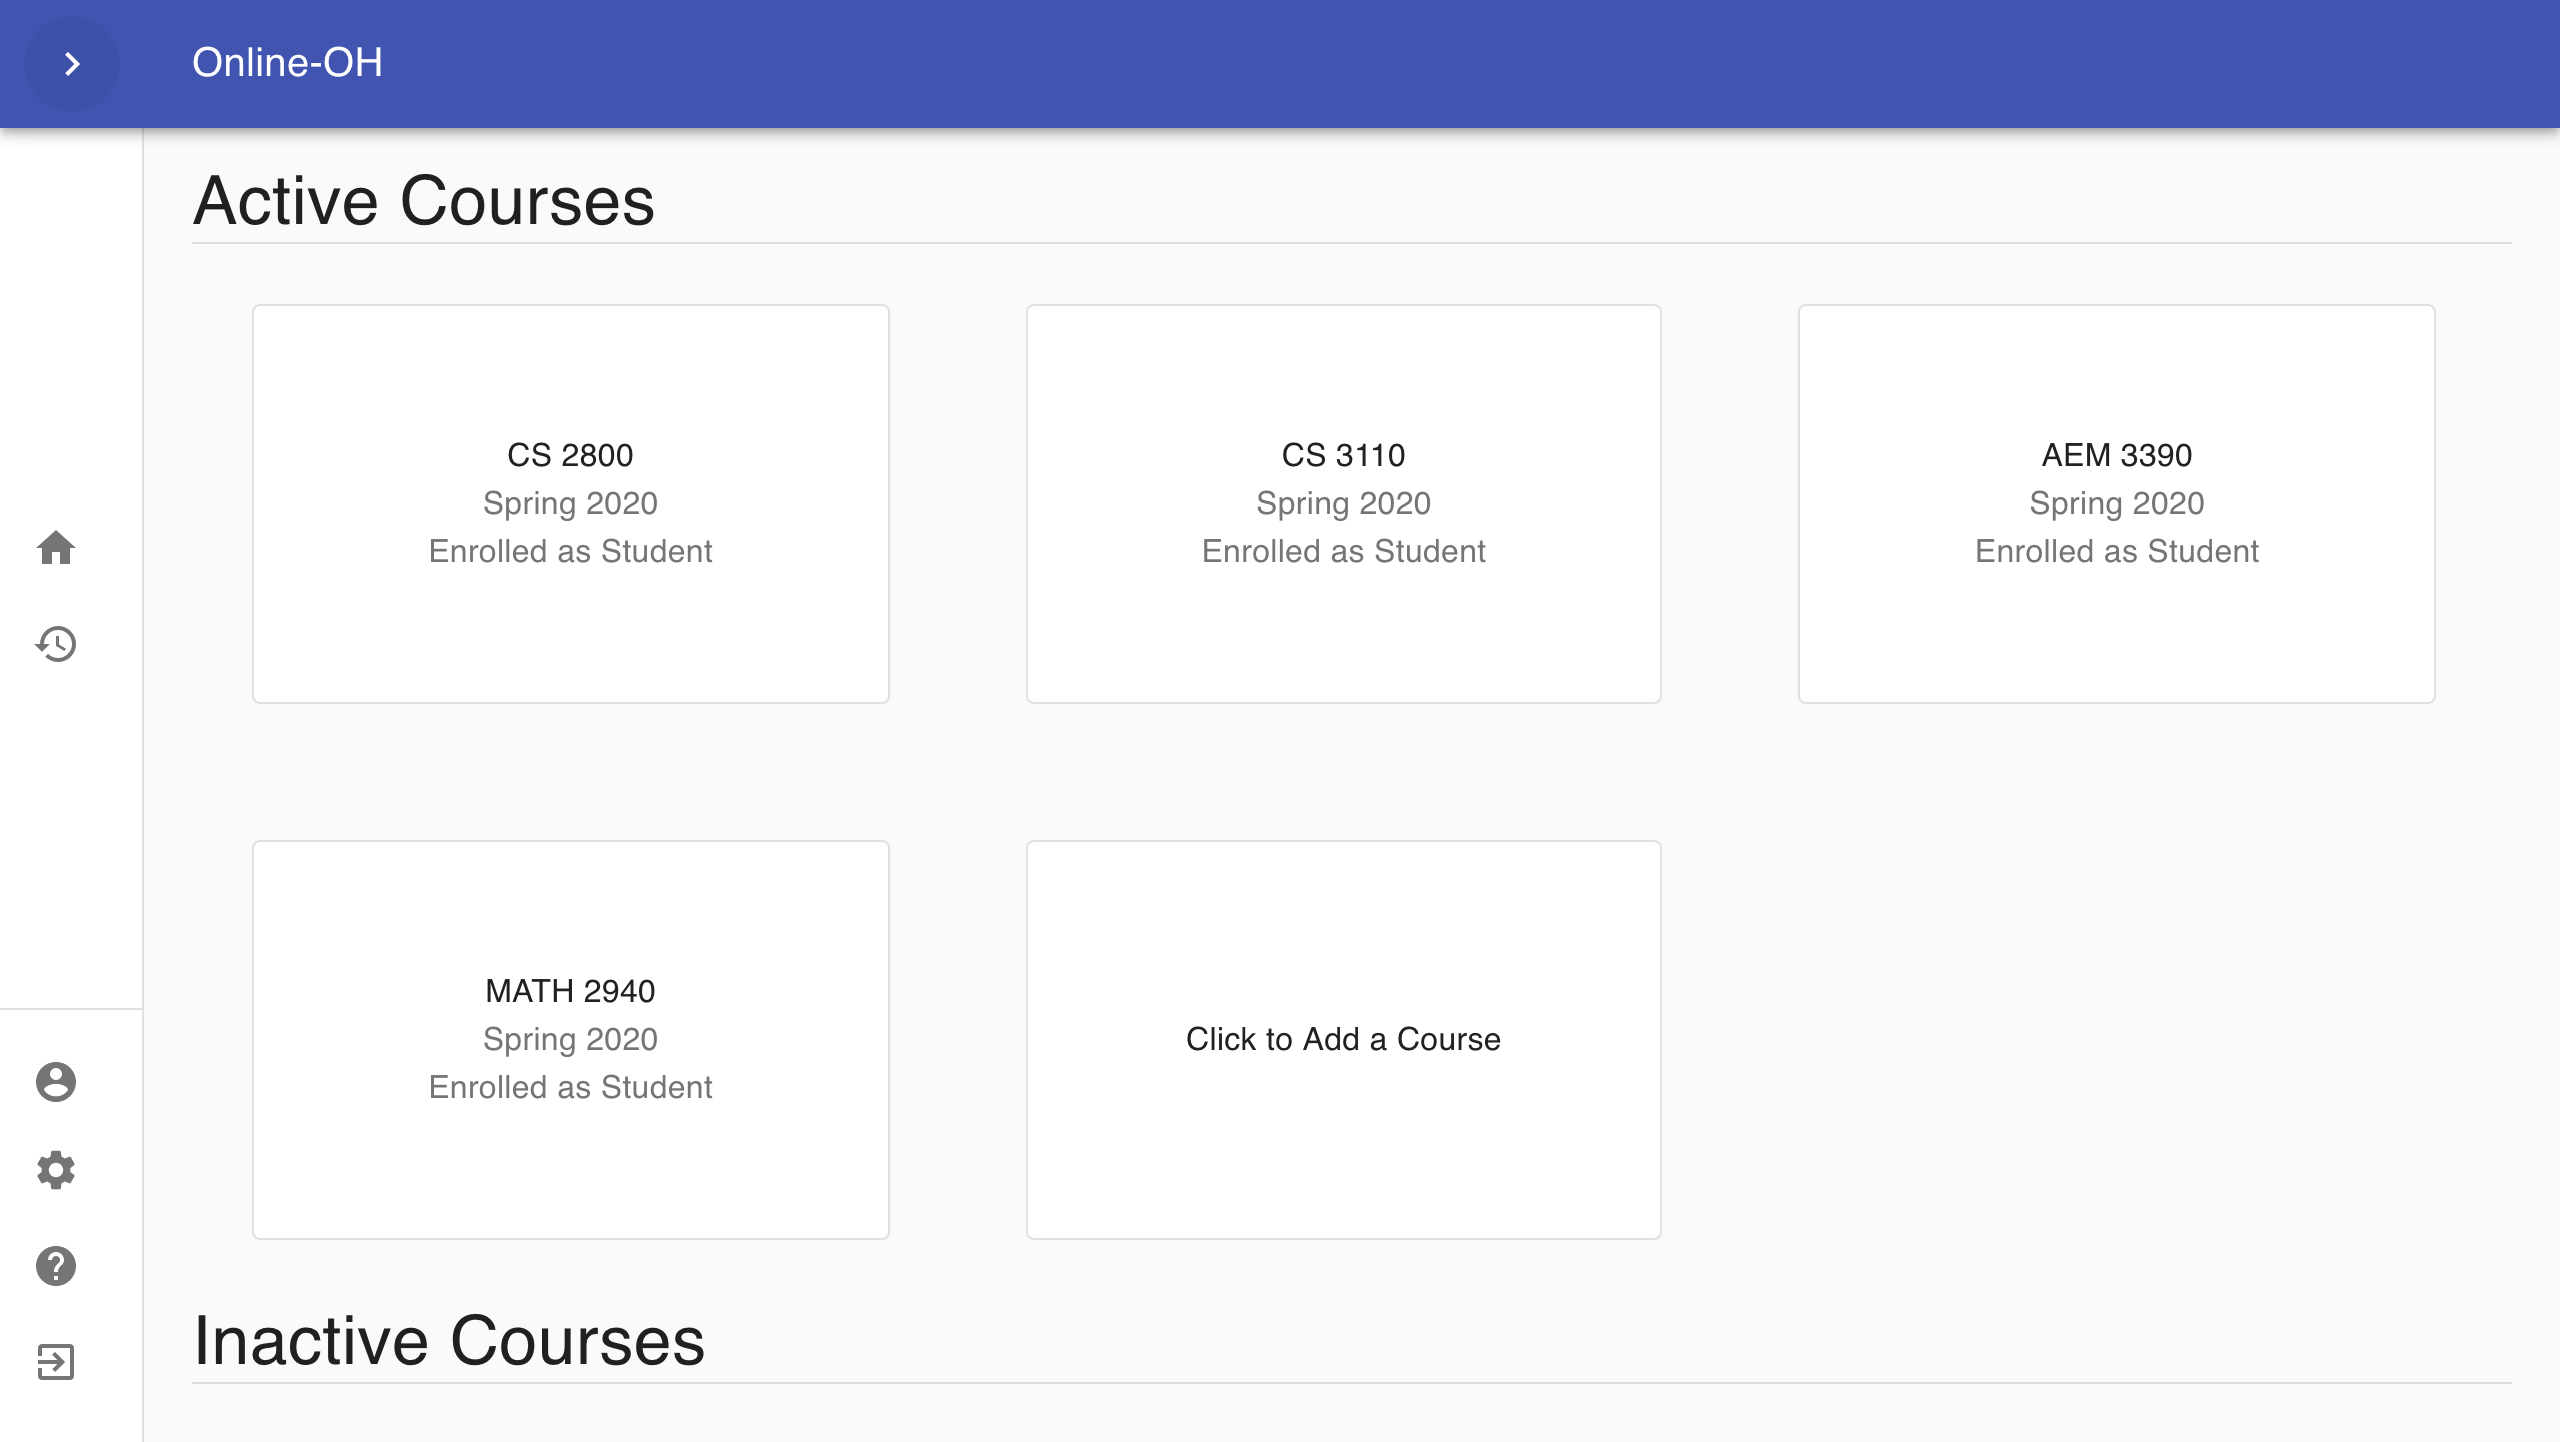 Online-OH
Active Courses
CS 2800
Spring 2020
Enrolled as Student
CS 3110
Spring 2020
Enrolled as Student
AEM 3390
Spring 2020
Enrolled as Student
MATH 2940
Spring 2020
Enrolled as Student
Click to Add a Course
Inactive Courses